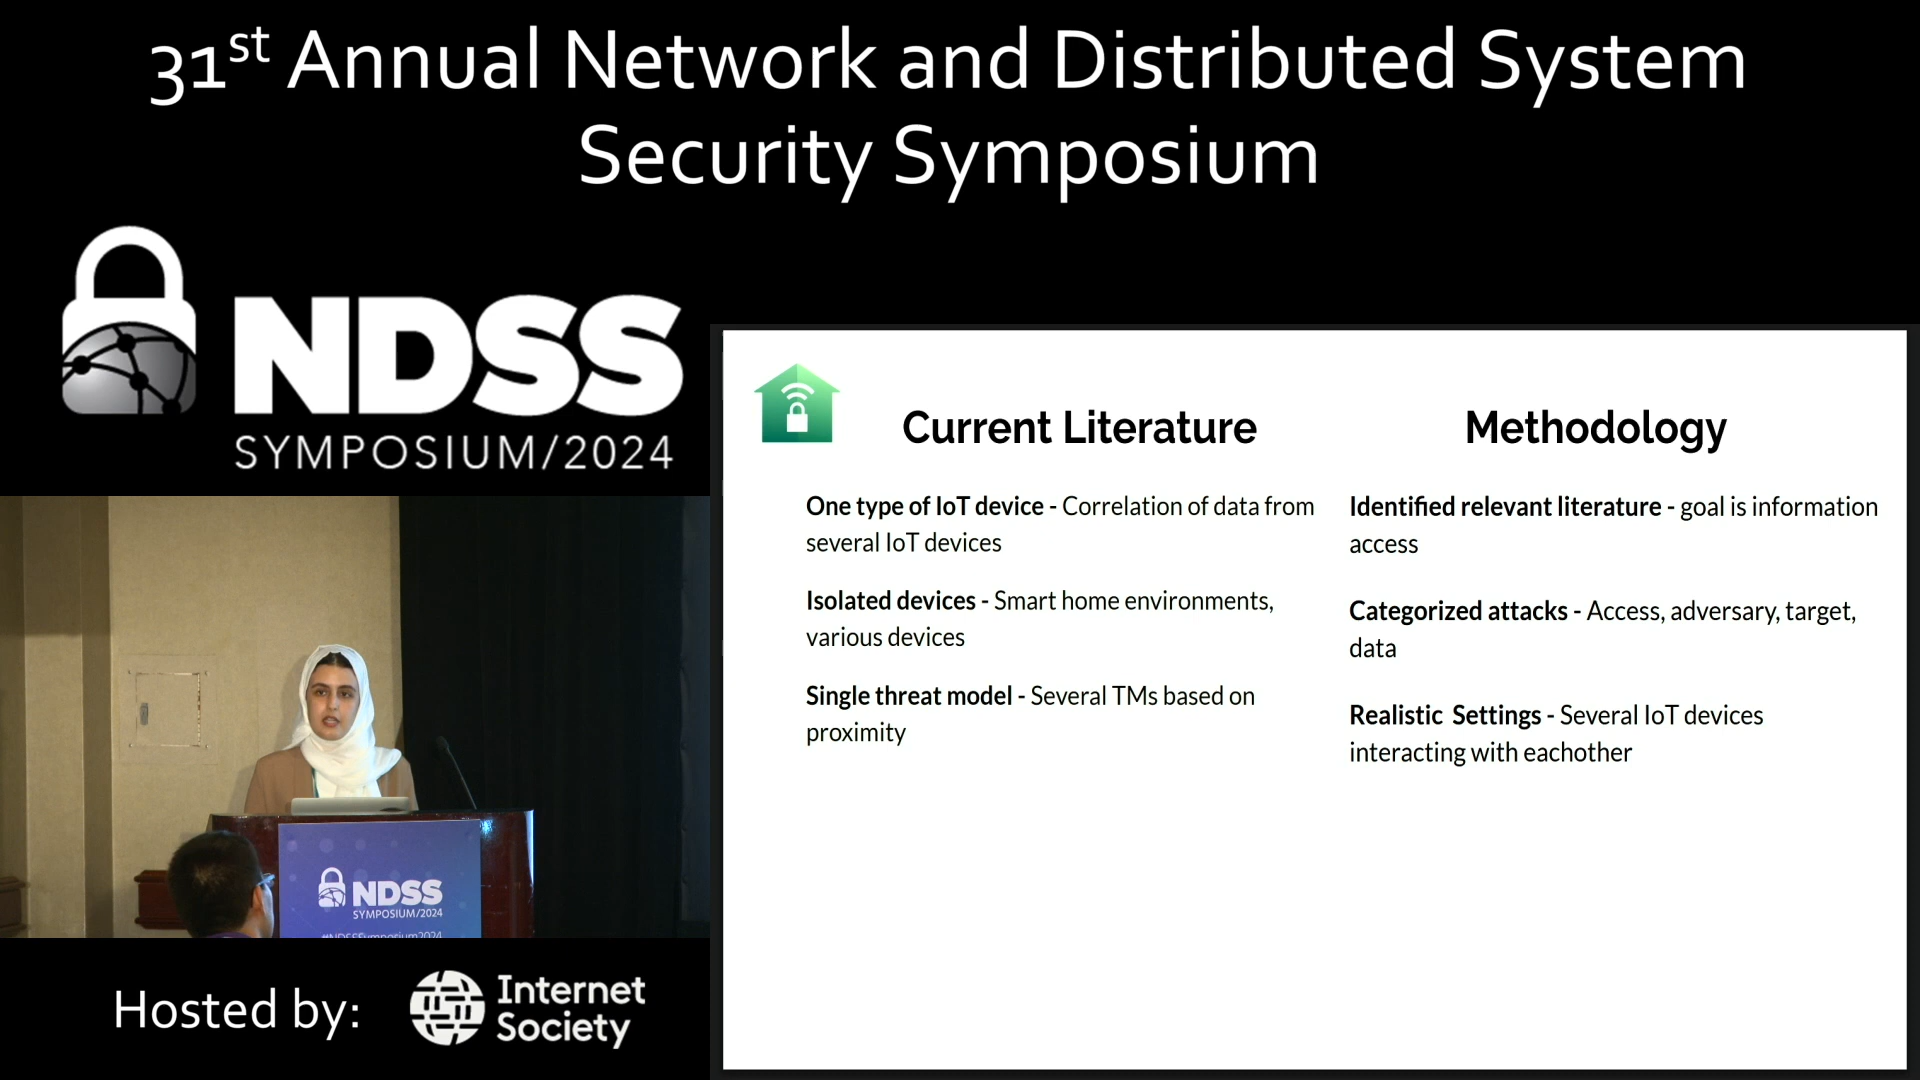 31st Annual Network and Distributed System
Security Symposium
NDSS
SYMPOSIUM/2024
Current Literature
One type of IoT device - Correlation of data from
several IoT devices
Isolated devices - Smart home environments,
various devices
Single threat model - Several TMs based on
proximity
Methodology
Identified relevant literature - goal is information
access
Categorized attacks - Access, adversary, target,
data
Realistic Settings - Several IoT devices
interacting with eachother
NDSS
SYMPOSIUM/2024
#NDSSSymposium2024
Hosted by:
Internet
Society